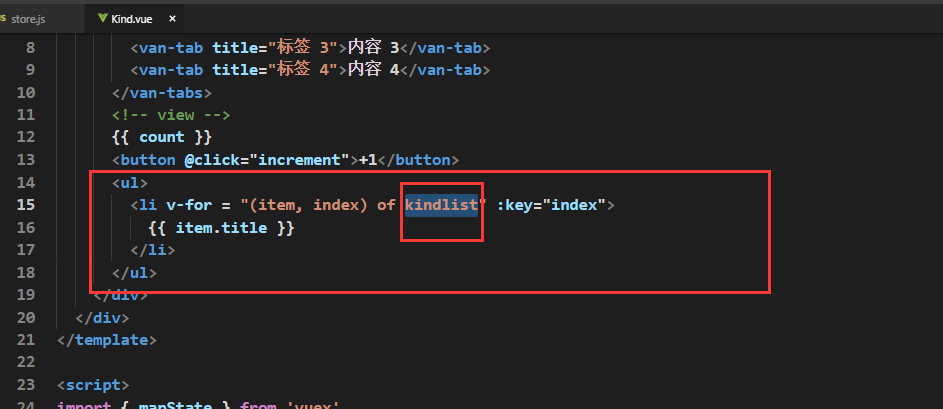 JS store.js Kind.vue ×
8 <van-tab title="标签 3">内容 3</van-tab>
9 <van-tab title="标签 4">内容 4</van-tab>
10 </van-tabs>
11 <!-- view -->
12 {{ count }}
13 <button @click="increment">+1</button>
14 <ul>
15 <li v-for = "(item, index) of kindlist" :key="index">
16 {{ item.title }}
17 </li>
18 </ul>
19 </div>
20 </div>
21 </template>
22
23 <script>
24 import { mapState } from 'vuex'